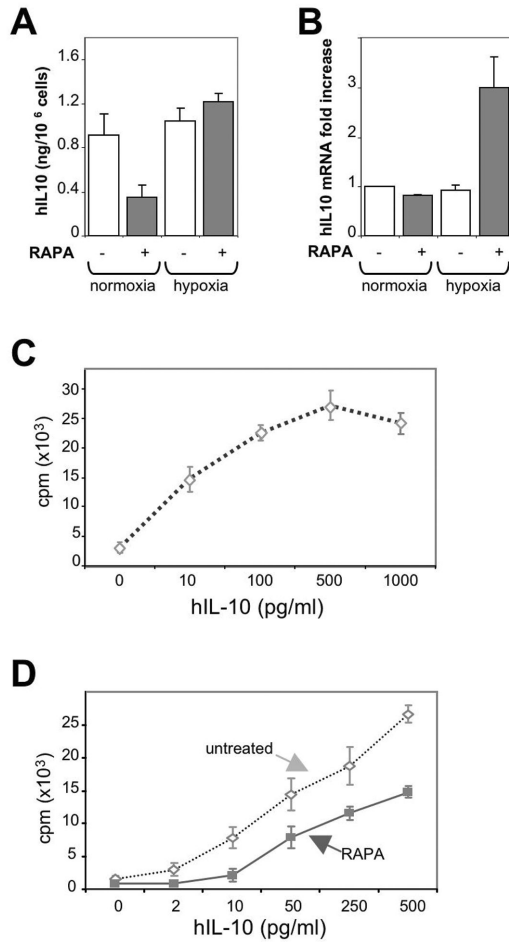 A
B
hIL10 (ng/10 6 cells)
1.6
1.2
0.8
0.4
0
RAPA - + - +
normoxia hypoxia
hIL10 mRNA fold increase
3
2
1
0
RAPA - + - +
normoxia hypoxia
C
cpm (x103)
30
25
20
15
10
5
0
0 10 100 500 1000
hIL-10 (pg/ml)
D
cpm (x103)
25
20
15
10
5
0
untreated
RAPA
0 2 10 50 250 500
hIL-10 (pg/ml)